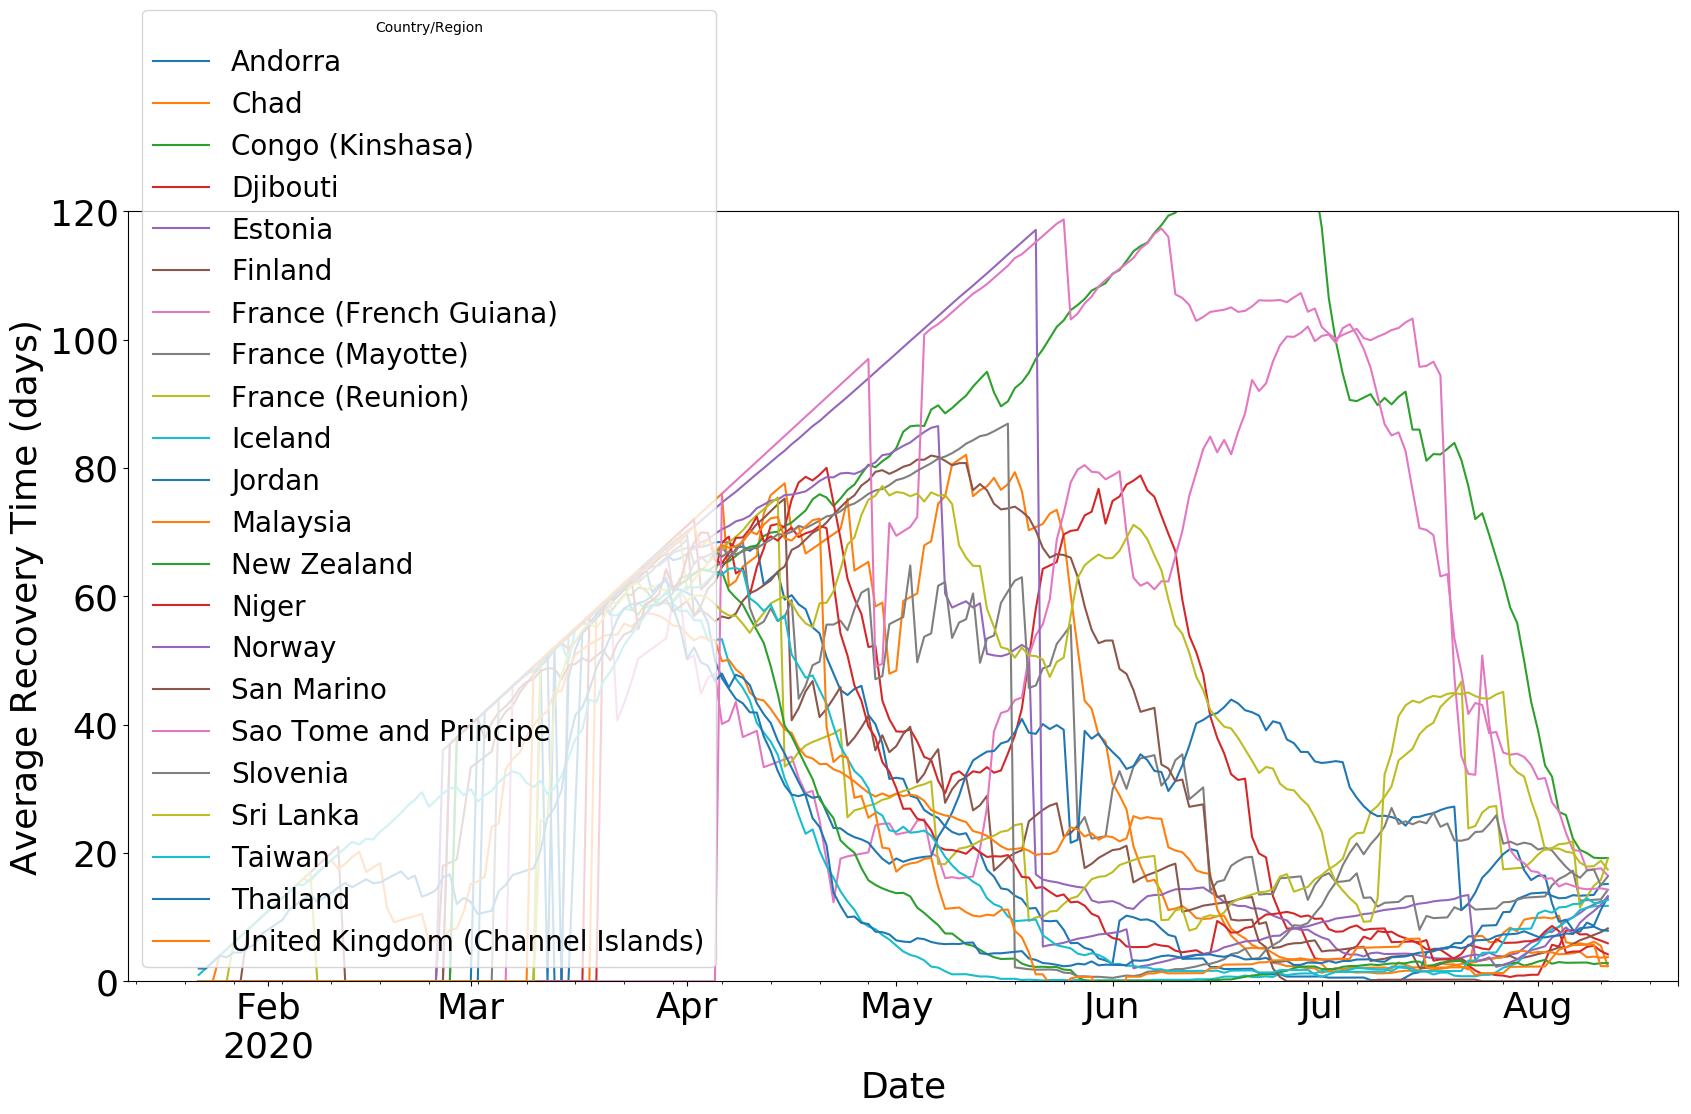 Country/Region
Andorra
Chad
Congo (Kinshasa)
Djibouti
Estonia
Finland
France (French Guiana)
France (Mayotte)
France (Reunion)
Iceland
Jordan
Malaysia
New Zealand
Niger
Norway
San Marino
Sao Tome and Principe
Slovenia
Sri Lanka
Taiwan
Thailand
United Kingdom (Channel Islands)
Average Recovery Time (days)
120
100
80
60
40
20
0
Feb Mar Apr May Jun Jul Aug
2020
Date